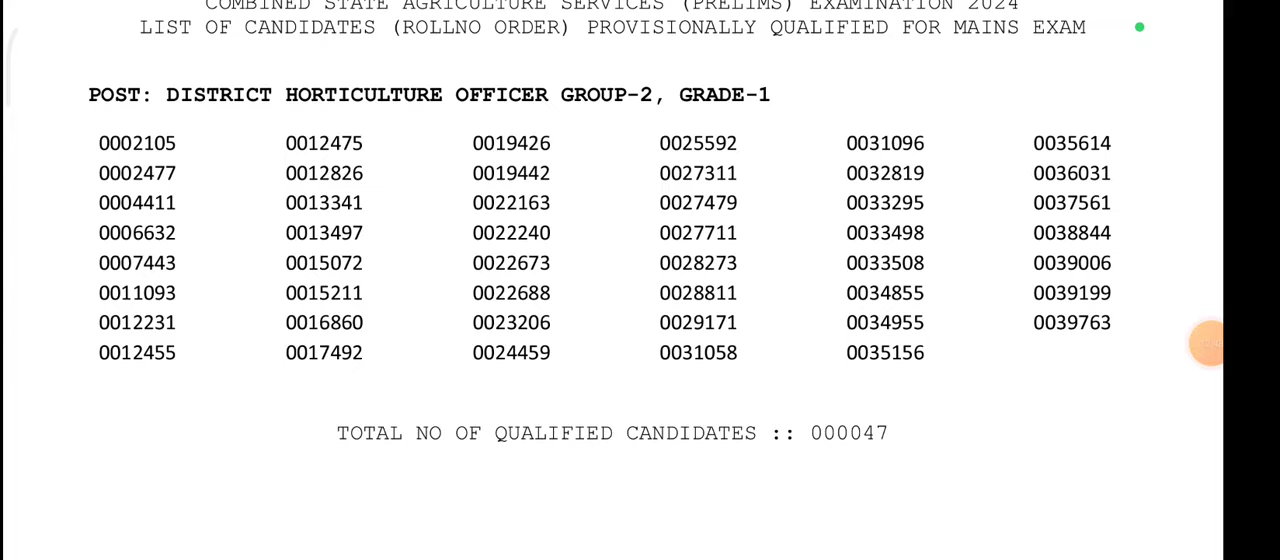 COMBINED STATE AGRICULTURE SERVICES (PRELIMS) EXAMINATION 2024
LIST OF CANDIDATES (ROLLNO ORDER) PROVISIONALLY QUALIFIED FOR MAINS EXAM
POST: DISTRICT HORTICULTURE OFFICER GROUP-2, GRADE-1
0002105 0012475 0019426 0025592 0031096 0035614
0002477 0012826 0019442 0027311 0032819 0036031
0004411 0013341 0022163 0027479 0033295 0037561
0006632 0013497 0022240 0027711 0033498 0038844
0007443 0015072 0022673 0028273 0033508 0039006
0011093 0015211 0022688 0028811 0034855 0039199
0012231 0016860 0023206 0029171 0034955 0039763
0012455 0017492 0024459 0031058 0035156
TOTAL NO OF QUALIFIED CANDIDATES :: 000047